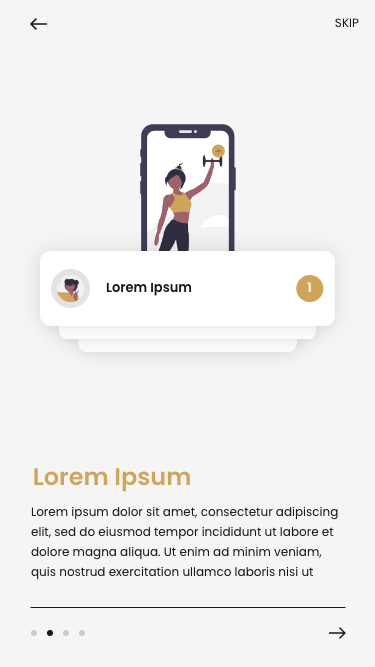 SKIP
Lorem Ipsum
1
Lorem Ipsum
Lorem ipsum dolor sit amet, consectetur adipiscing
elit, sed do eiusmod tempor incididunt ut labore et
dolore magna aliqua. Ut enim ad minim veniam,
quis nostrud exercitation ullamco laboris nisi ut